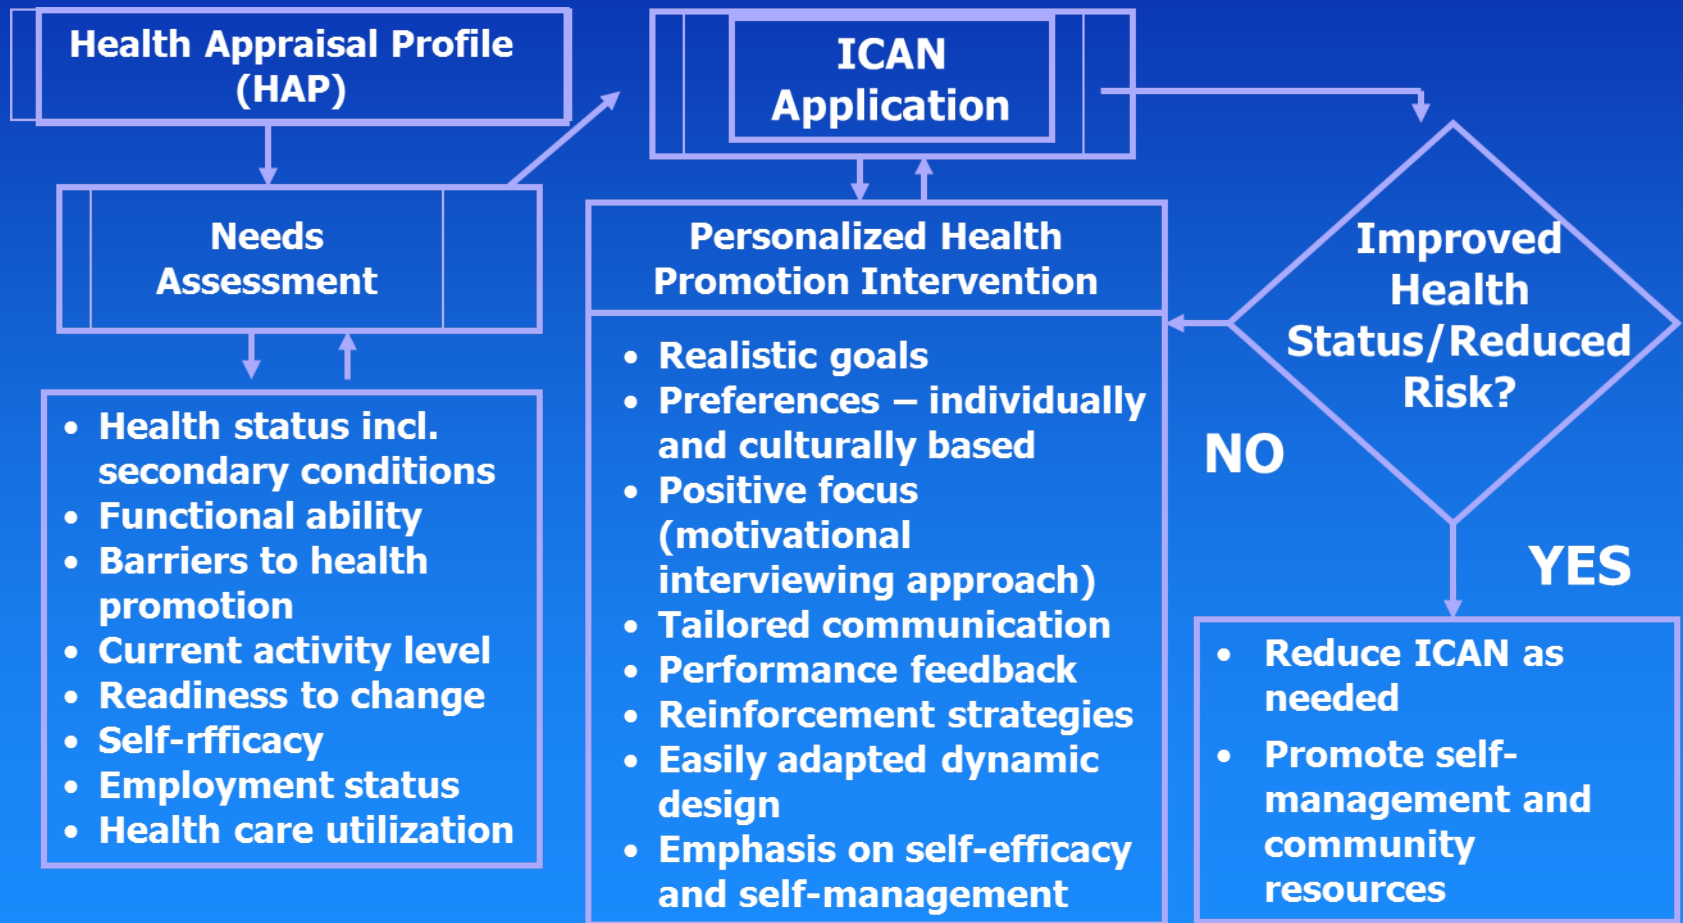 Health Appraisal Profile
(HAP)
Needs
Assessment
• Health status incl.
secondary conditions
• Functional ability
• Barriers to health
promotion
• Current activity level
• Readiness to change
• Self-rfficacy
• Employment status
• Health care utilization
ICAN
Application
Personalized Health
Promotion Intervention
• Realistic goals
• Preferences – individually
and culturally based
• Positive focus
(motivational
interviewing approach)
• Tailored communication
• Performance feedback
• Reinforcement strategies
• Easily adapted dynamic
design
• Emphasis on self-efficacy
and self-management
Improved
Health
Status/Reduced
Risk?
NO
YES
• Reduce ICAN as
needed
• Promote self-
management and
community
resources